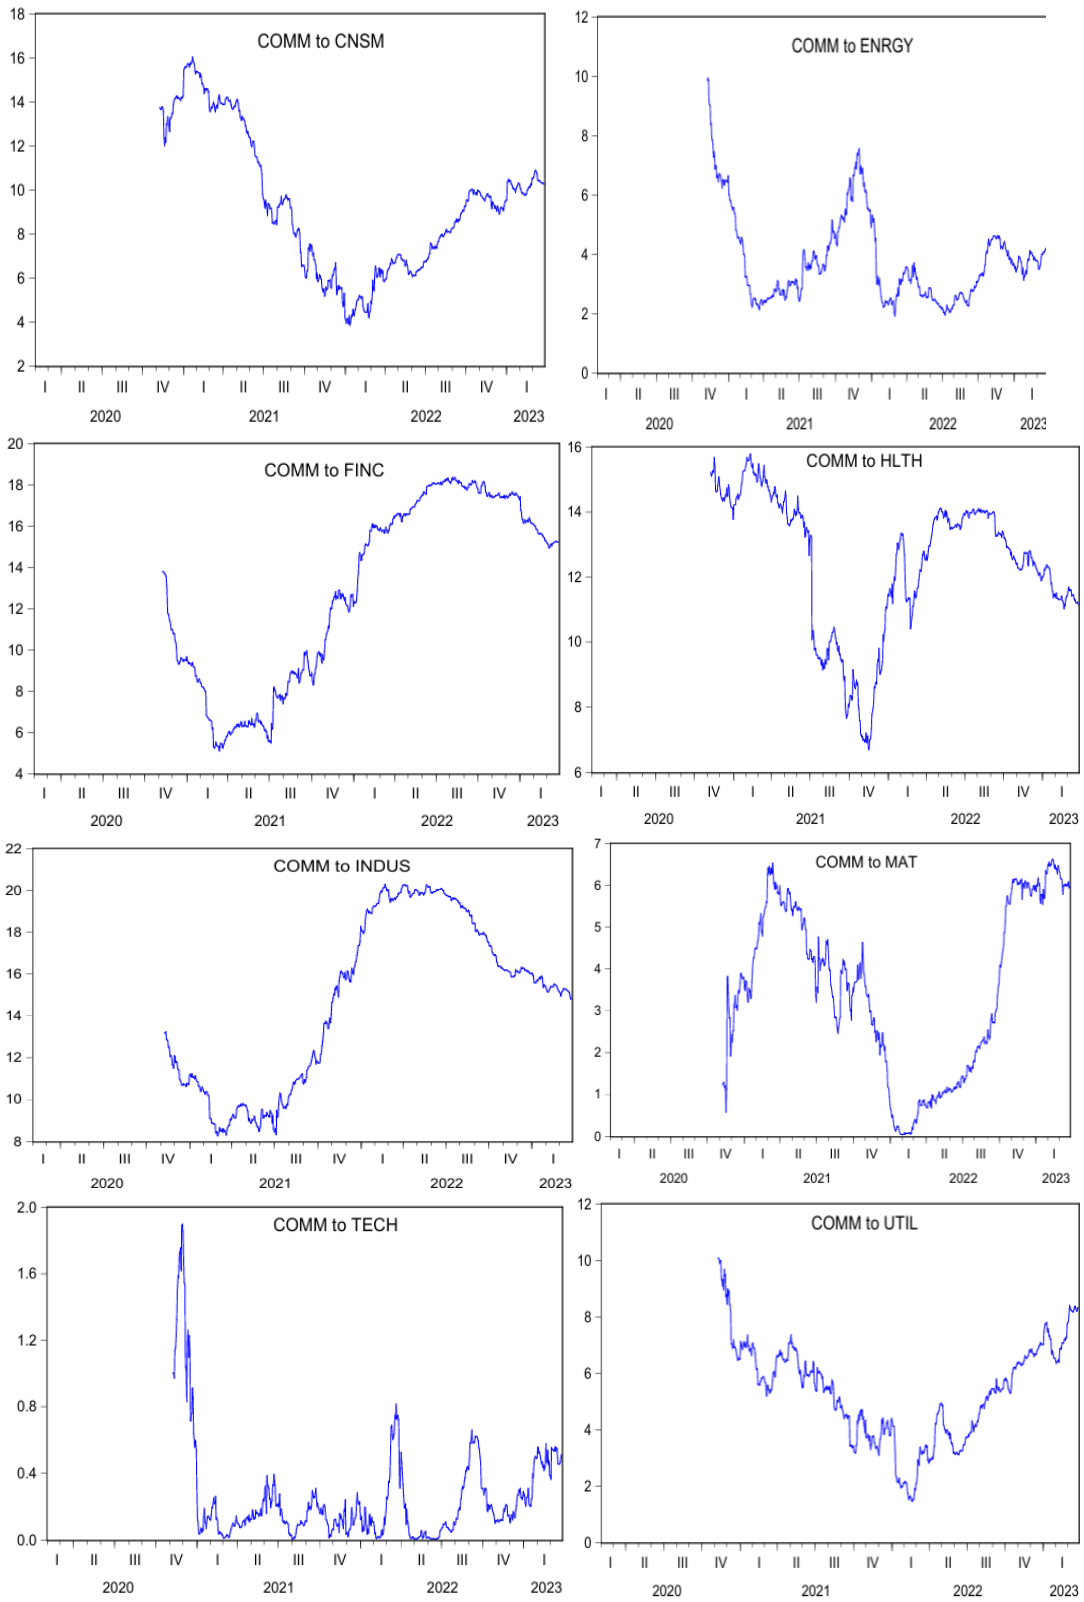 COMM to CNSM
18
16
14
12
10
8
6
4
2
I II III IV I II III IV I II III IV I
2020 2021 2022 2023
COMM to ENRGY
12
10
8
6
4
2
0
I II III IV I II III IV I II III IV I
2020 2021 2022 2023
COMM to FINC
20
18
16
14
12
10
8
6
4
I II III IV I II III IV I II III IV I
2020 2021 2022 2023
COMM to HLTH
16
14
12
10
8
6
I II III IV I II III IV I II III IV I
2020 2021 2022 2023
COMM to INDUS
22
20
18
16
14
12
10
8
I II III IV I II III IV I II III IV I
2020 2021 2022 2023
COMM to MAT
7
6
5
4
3
2
1
0
I II III IV I II III IV I II III IV I
2020 2021 2022 2023
COMM to TECH
2.0
1.6
1.2
0.8
0.4
0.0
I II III IV I II III IV I II III IV I
2020 2021 2022 2023
COMM to UTIL
12
10
8
6
4
2
0
I II III IV I II III IV I II III IV I
2020 2021 2022 2023